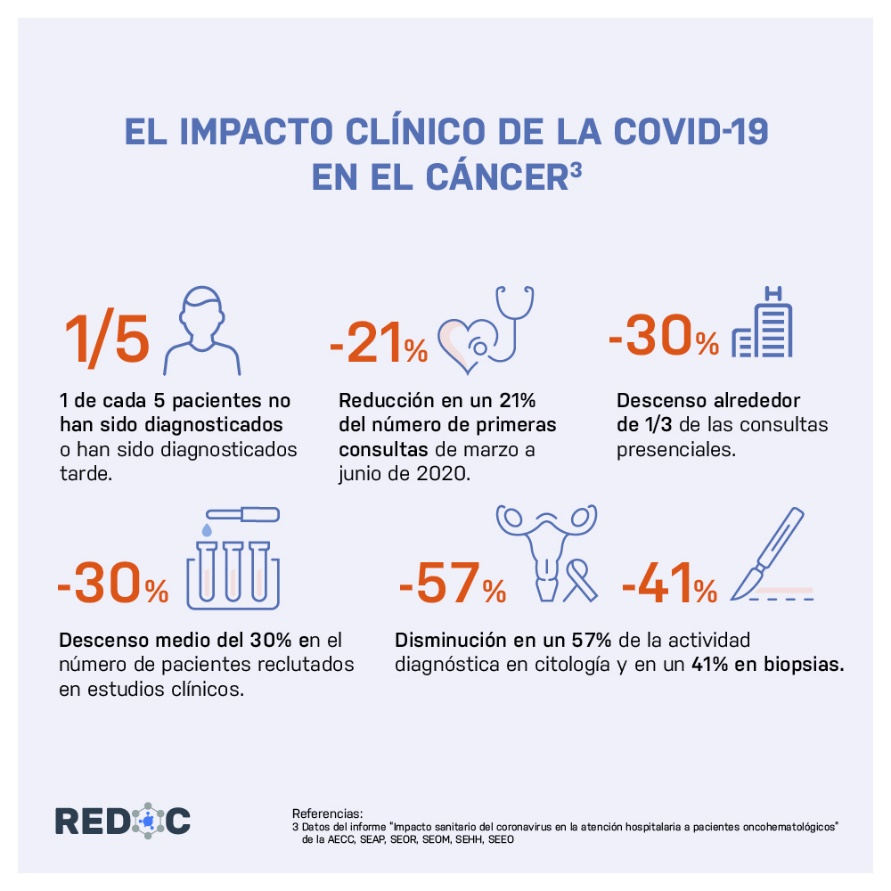 EL IMPACTO CLÍNICO DE LA COVID-19
EN EL CÁNCER³
1/5
1 de cada 5 pacientes no
han sido diagnosticados
o han sido diagnosticados
tarde.
-21%
Reducción en un 21%
del número de primeras
consultas de marzo a
junio de 2020.
H
-30%
Descenso alrededor
de 1/3 de las consultas
presenciales.
-30%
Descenso medio del 30% en el
número de pacientes reclutados
en estudios clínicos.
-57% -41%
Disminución en un 57% de la actividad
diagnóstica en citología y en un 41% en biopsias.
REDOC
Referencias:
3 Datos del informe "Impacto sanitario del coronavirus en la atención hospitalaria a pacientes oncohematológicos"
de la AECC, SEAP, SEOR, SEOM, SEHH, SEEO